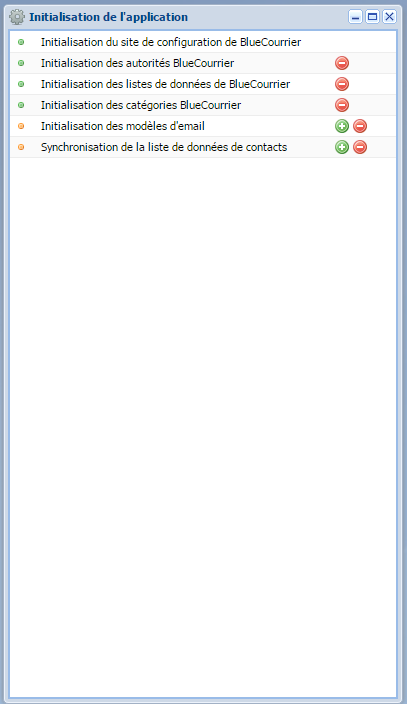 Initialisation de l'application
Initialisation du site de configuration de BlueCourrier
Initialisation des autorités BlueCourrier
Initialisation des listes de données de BlueCourrier
Initialisation des catégories BlueCourrier
Initialisation des modèles d'email
Synchronisation de la liste de données de contacts